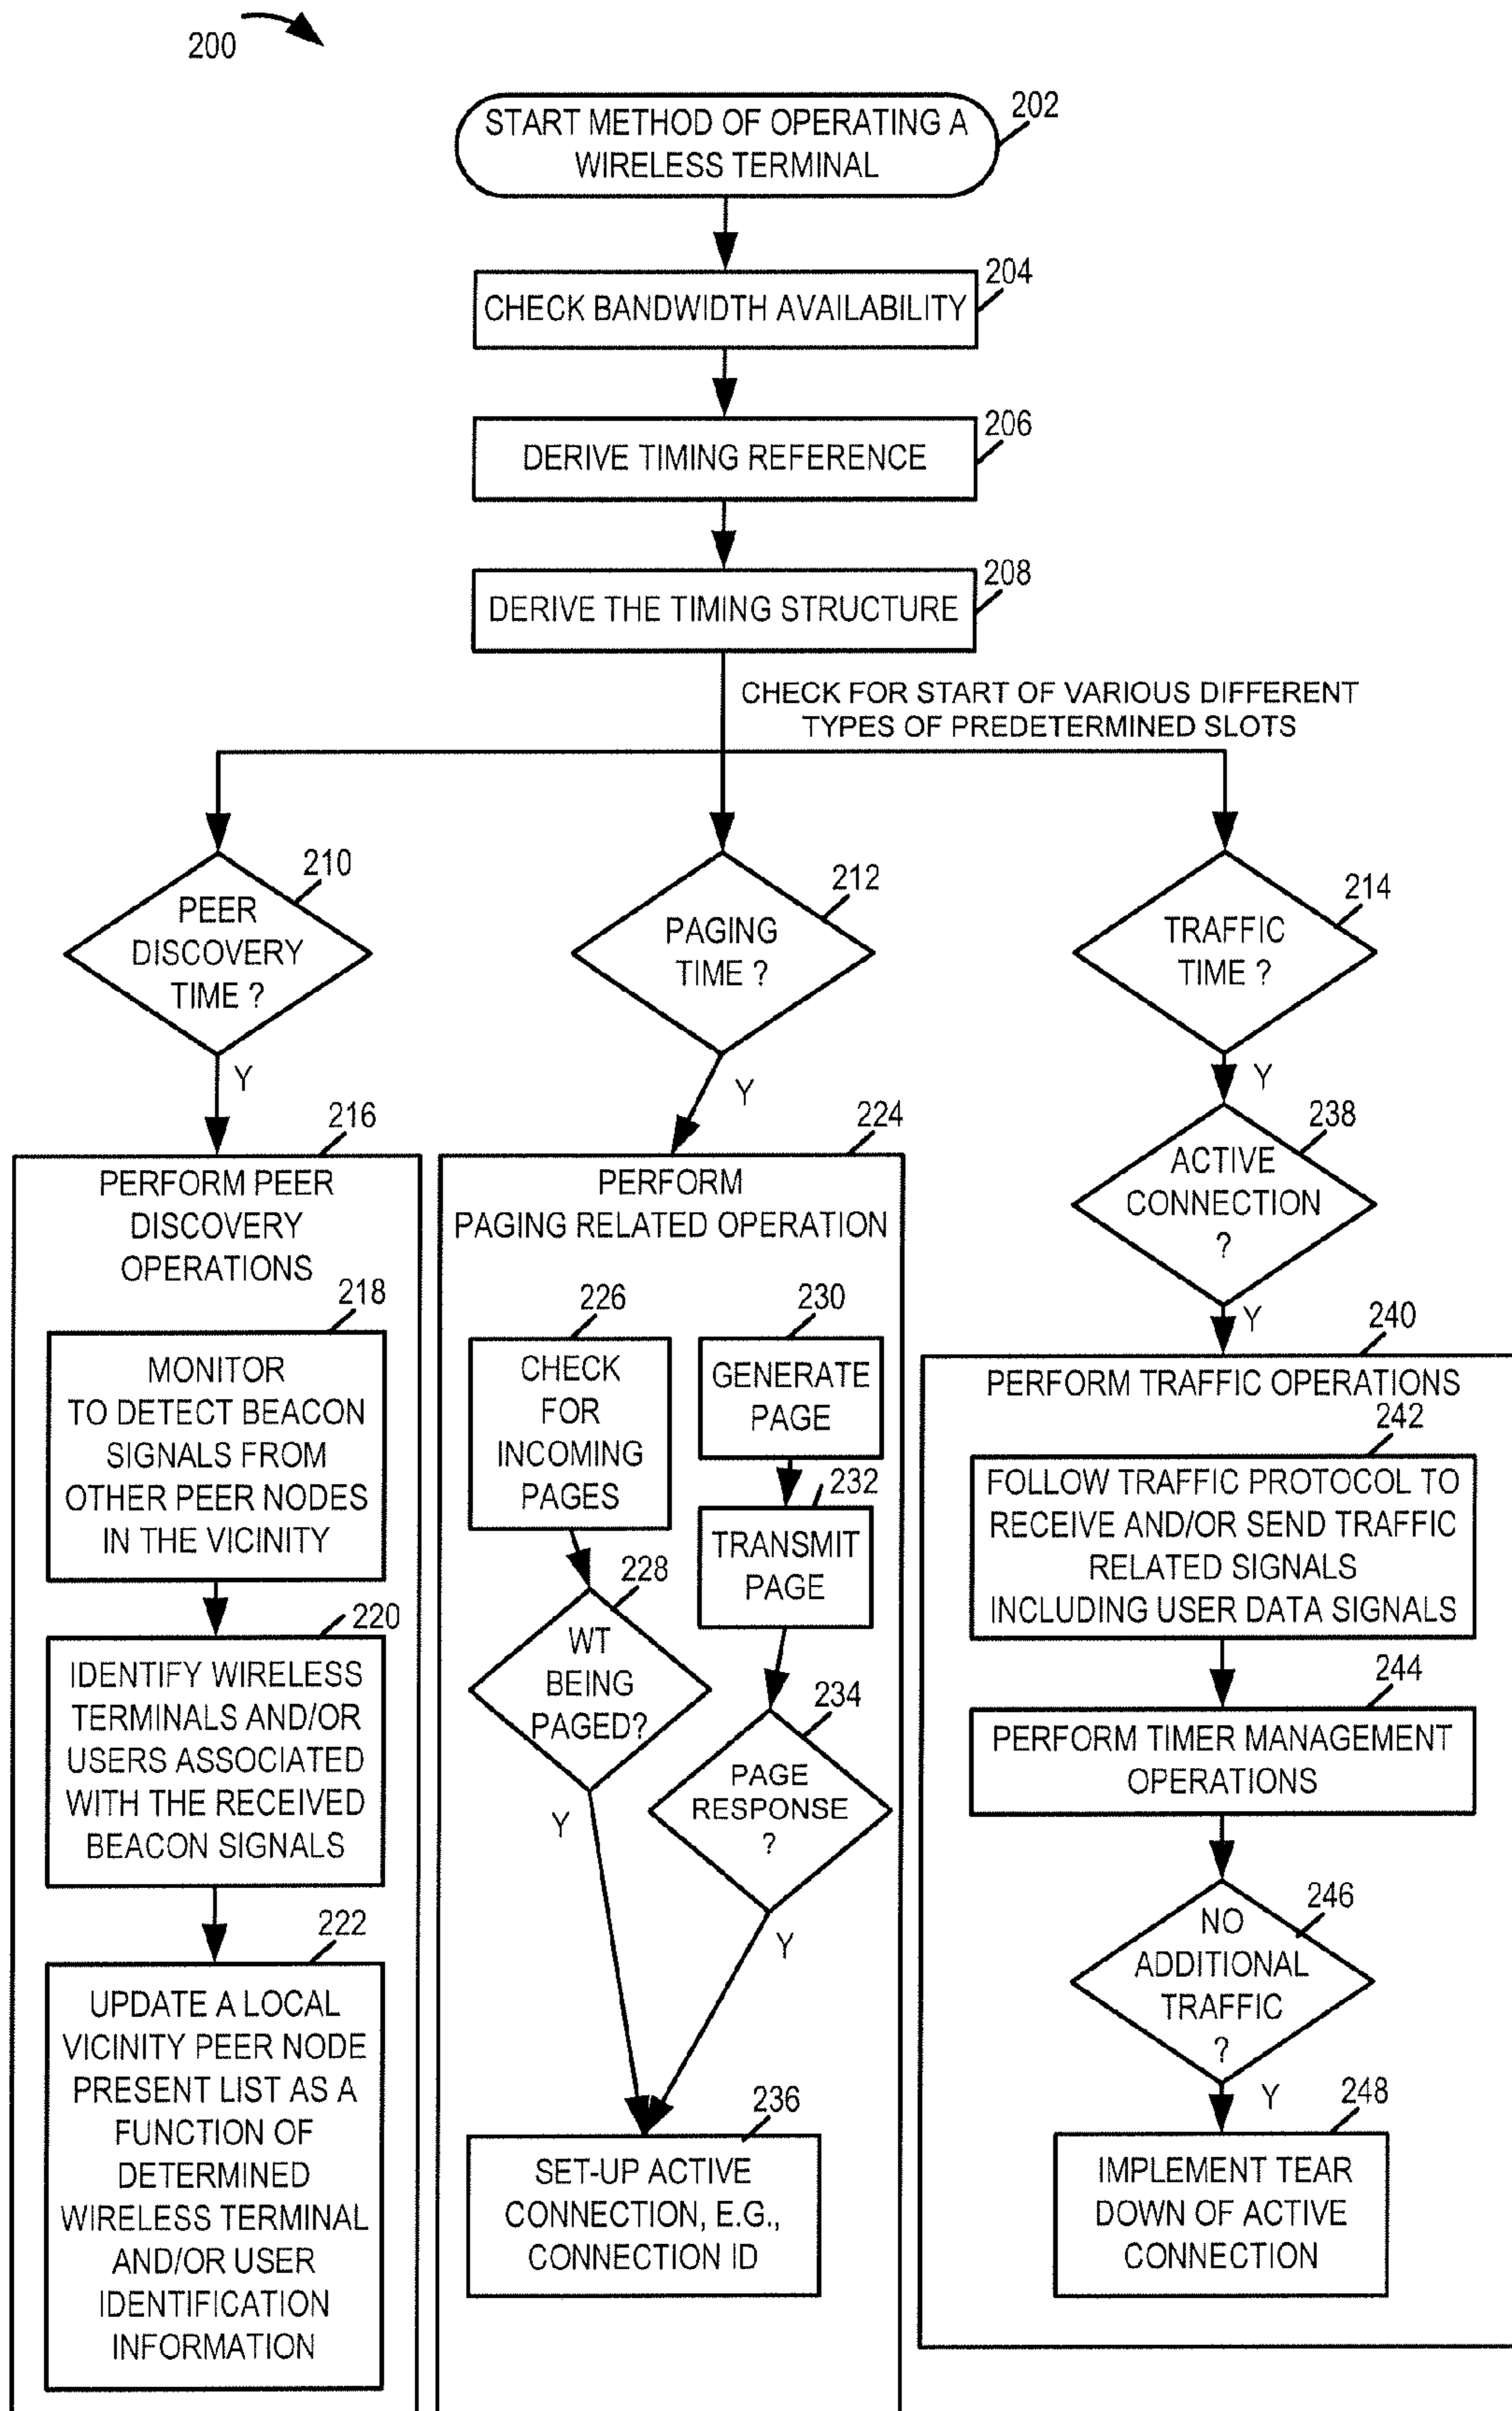 200
START METHOD OF OPERATING A
WIRELESS TERMINAL
202
CHECK BANDWIDTH AVAILABILITY
204
DERIVE TIMING REFERENCE
206
DERIVE THE TIMING STRUCTURE
208
CHECK FOR START OF VARIOUS DIFFERENT
TYPES OF PREDETERMINED SLOTS
210
PEER
DISCOVERY
TIME ?
Y
212
PAGING
TIME ?
Y
214
TRAFFIC
TIME ?
Y
216
PERFORM PEER
DISCOVERY
OPERATIONS
218
MONITOR
TO DETECT BEACON
SIGNALS FROM
OTHER PEER NODES
IN THE VICINITY
220
IDENTIFY WIRELESS
TERMINALS AND/OR
USERS ASSOCIATED
WITH THE RECEIVED
BEACON SIGNALS
222
UPDATE A LOCAL
VICINITY PEER NODE
PRESENT LIST AS A
FUNCTION OF
DETERMINED
WIRELESS TERMINAL
AND/OR USER
IDENTIFICATION
INFORMATION
224
PERFORM
PAGING RELATED OPERATION
226
CHECK
FOR
INCOMING
PAGES
228
WT
BEING
PAGED?
Y
230
GENERATE
PAGE
232
TRANSMIT
PAGE
234
PAGE
RESPONSE
?
Y
236
SET-UP ACTIVE
CONNECTION, E.G.,
CONNECTION ID
238
ACTIVE
CONNECTION
?
Y
240
PERFORM TRAFFIC OPERATIONS
242
FOLLOW TRAFFIC PROTOCOL TO
RECEIVE AND/OR SEND TRAFFIC
RELATED SIGNALS
INCLUDING USER DATA SIGNALS
244
PERFORM TIMER MANAGEMENT
OPERATIONS
246
NO
ADDITIONAL
TRAFFIC
?
Y
248
IMPLEMENT TEAR
DOWN OF ACTIVE
CONNECTION